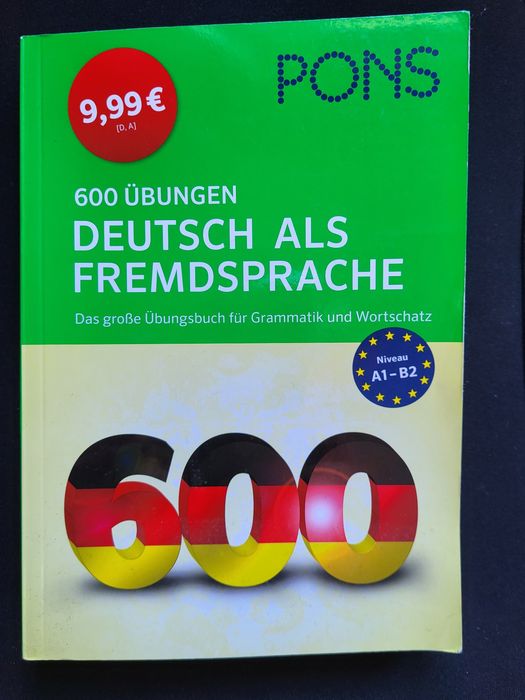 PONS
9,99 €
[D, A]
600 ÜBUNGEN
DEUTSCH ALS
FREMDSPRACHE
Das große Übungsbuch für Grammatik und Wortschatz
Niveau
A1 – B2
600